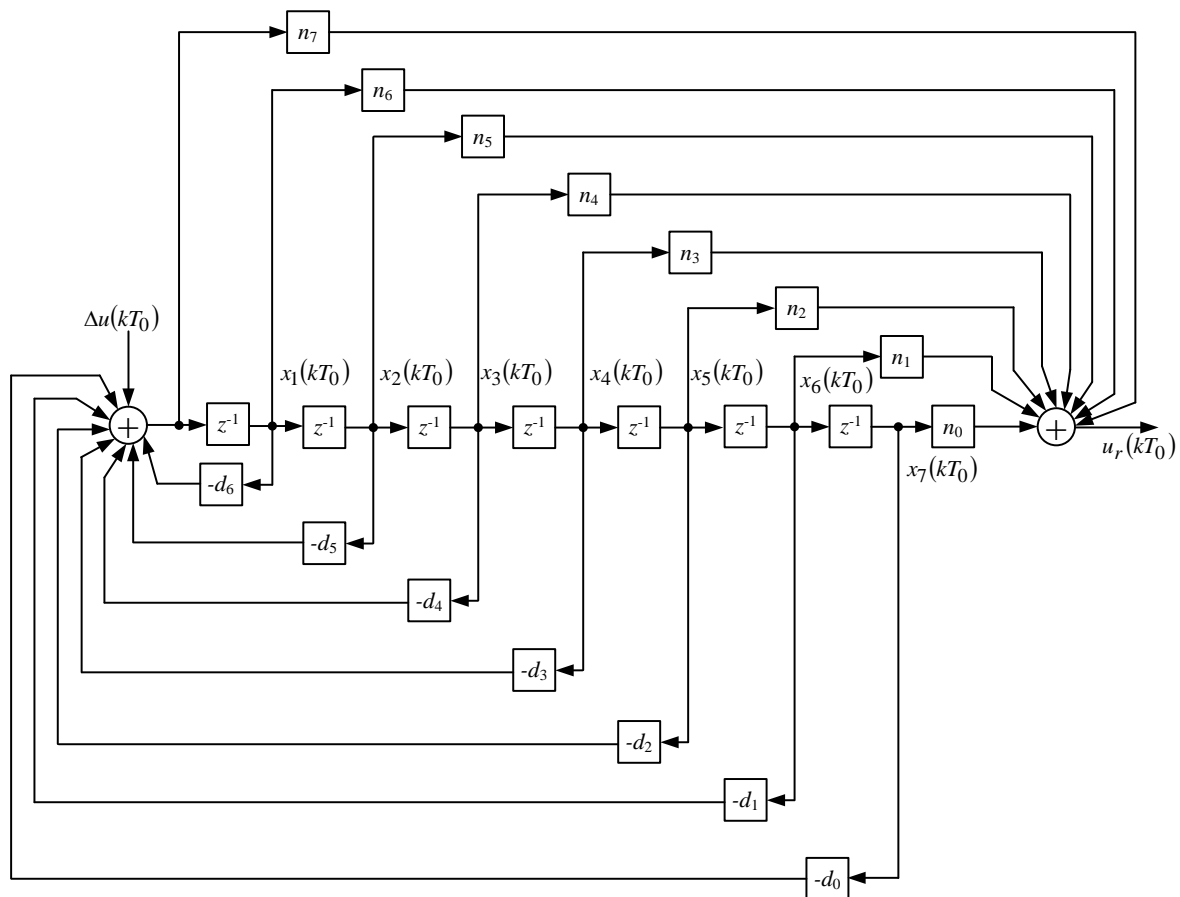 n₇
n₆
n₅
n₄
n₃
n₂
n₁
Δu(kT₀)
x₁(kT₀) x₂(kT₀) x₃(kT₀) x₄(kT₀) x₅(kT₀) x₆(kT₀)
+ z⁻¹ z⁻¹ z⁻¹ z⁻¹ z⁻¹ z⁻¹ z⁻¹ n₀ +
uᵣ(kT₀)
x₇(kT₀)
-d₆
-d₅
-d₄
-d₃
-d₂
-d₁
-d₀